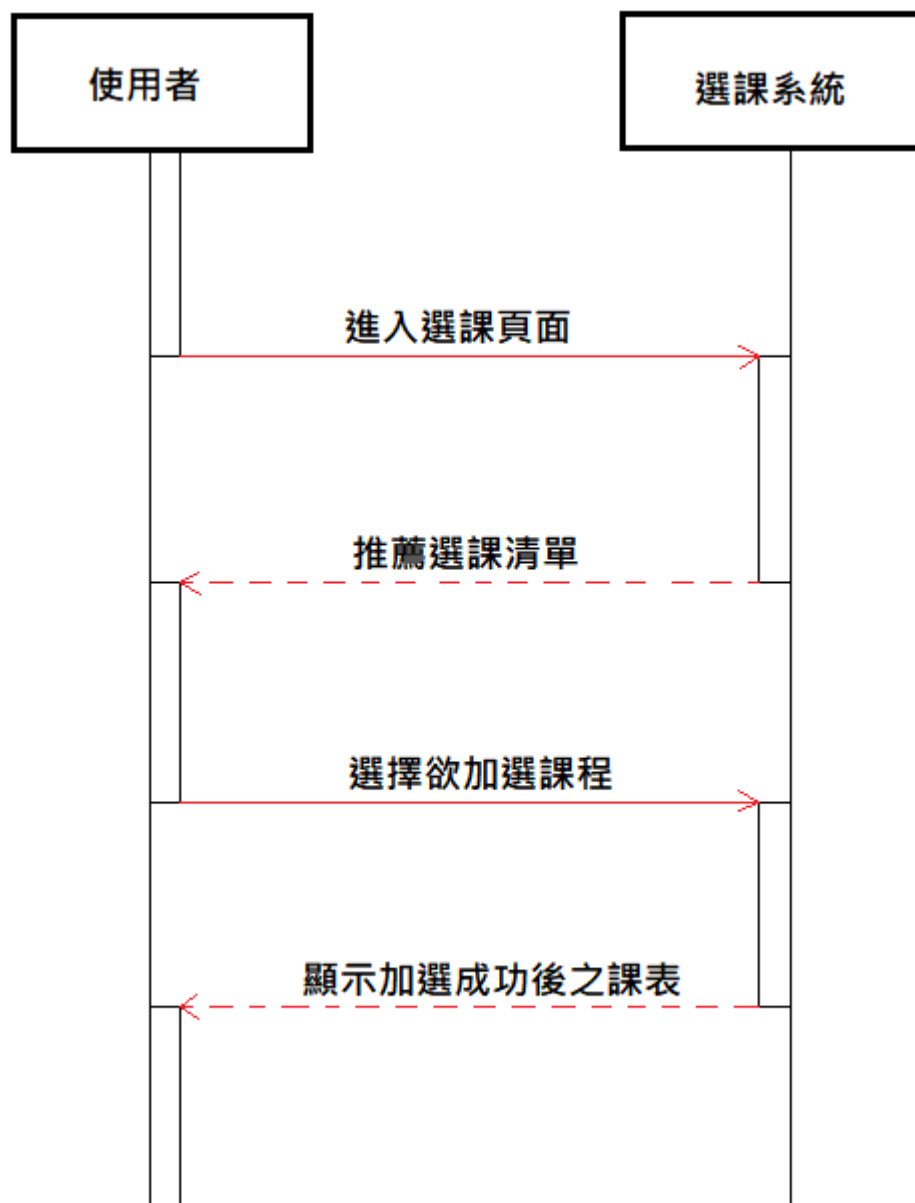 使用者
選課系統
進入選課頁面
推薦選課清單
選擇欲加選課程
顯示加選成功後之課表